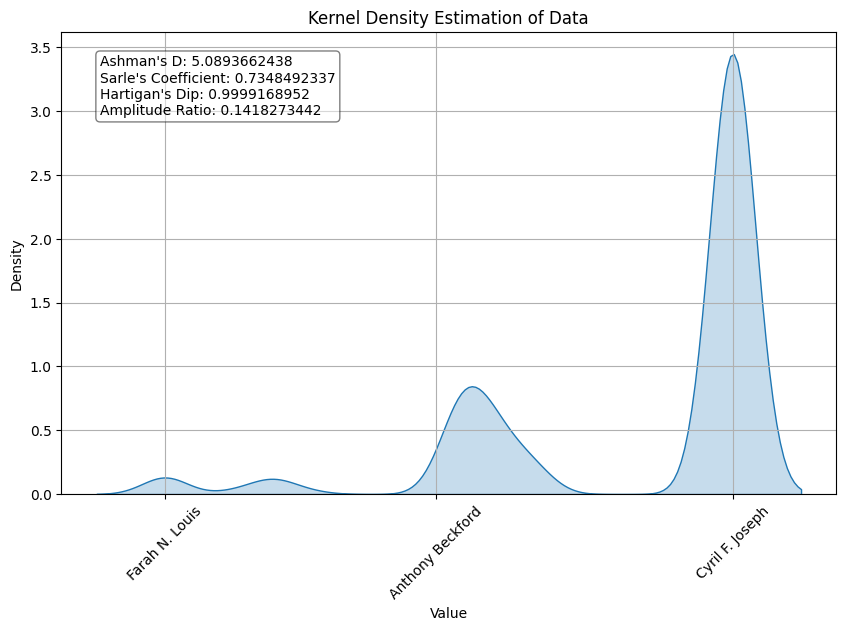 Kernel Density Estimation of Data
3.5
3.0
2.5
2.0
1.5
1.0
0.5
0.0
Density
Ashman's D: 5.0893662438
Sarle's Coefficient: 0.7348492337
Hartigan's Dip: 0.9999168952
Amplitude Ratio: 0.1418273442
Farah N. Louis
Anthony Beckford
Cyril F. Joseph
Value